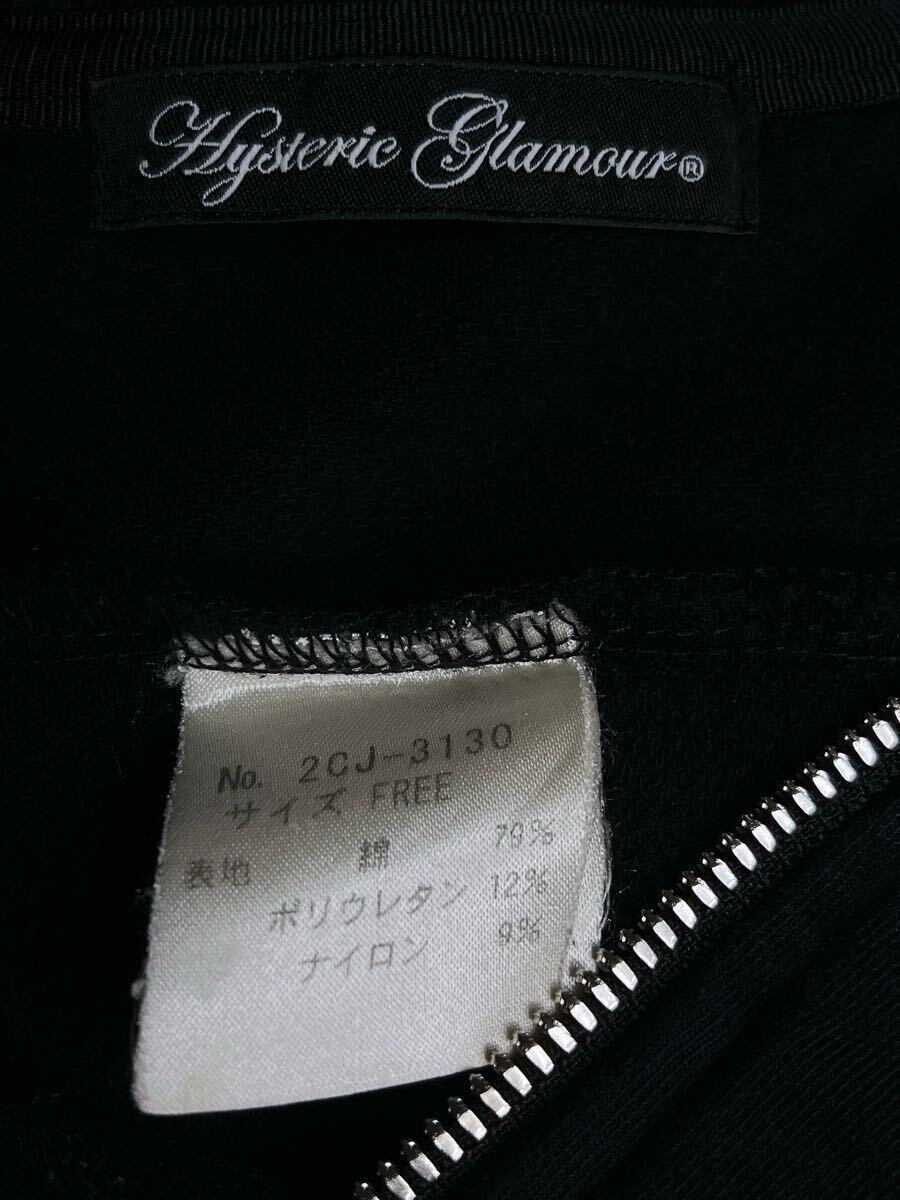 Hysteric Glamour®
No. 2CJ-3130
サイズ FREE
表地 綿 79%
ポリウレタン 12%
ナイロン 9%